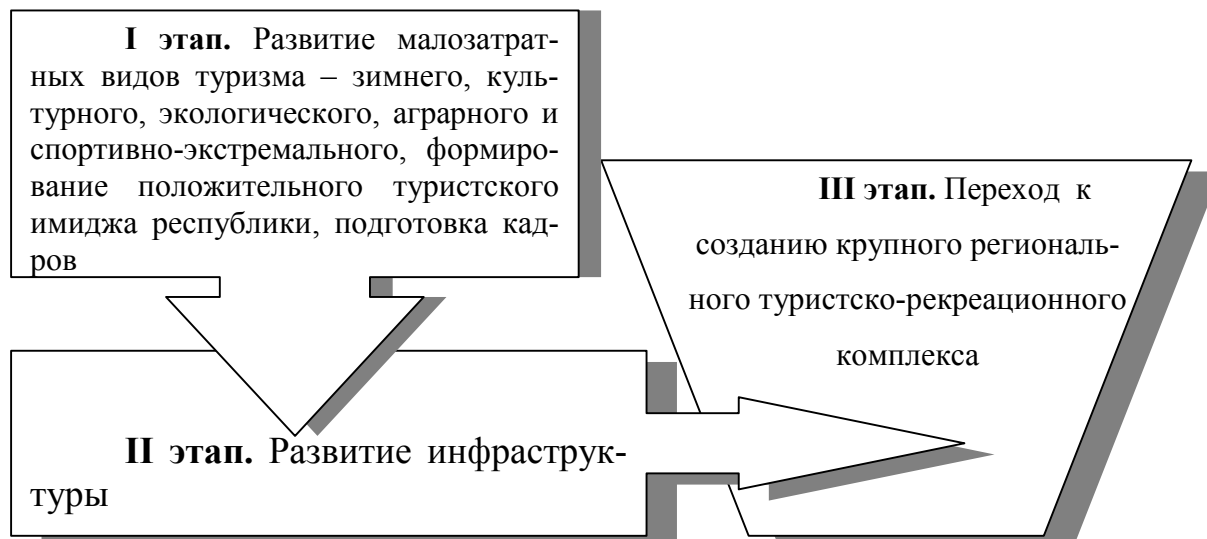 I этап. Развитие малозатрат-
ных видов туризма – зимнего, куль-
турного, экологического, аграрного и
спортивно-экстремального, формиро-
вание положительного туристского
имиджа республики, подготовка кад-
ров
II этап. Развитие инфраструк-
туры
III этап. Переход к
созданию крупного региональ-
ного туристско-рекреационного
комплекса